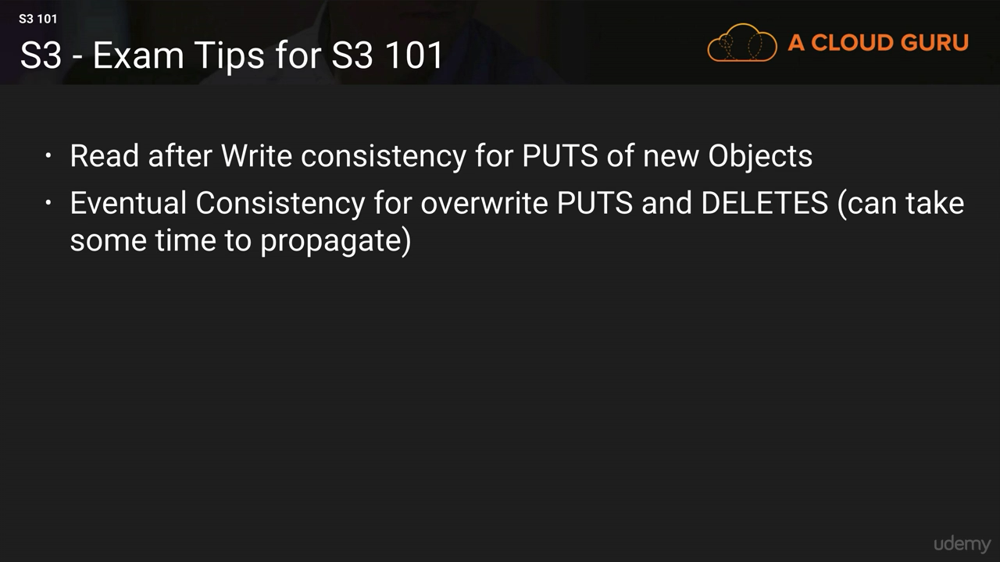 S3 101
S3 - Exam Tips for S3 101
A CLOUD GURU
• Read after Write consistency for PUTS of new Objects
• Eventual Consistency for overwrite PUTS and DELETES (can take
some time to propagate)
udemy